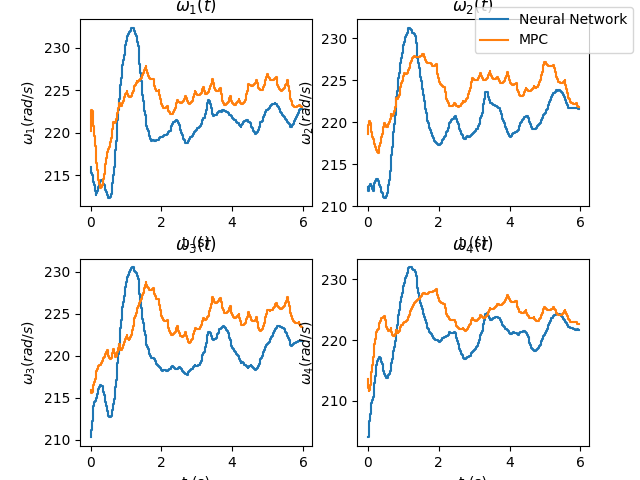 ω₁(t)
ω₂(t)
Neural Network
MPC
ω₁(rad/s)
230
225
220
215
0 2 4 6
ω₂(rad/s)
230
225
220
215
210
0 2 4 6
ω₃(t)
ω₄(t)
ω₃(rad/s)
230
225
220
215
210
0 2 4 6
ω₄(rad/s)
230
220
210
0 2 4 6
t (s)
t (s)